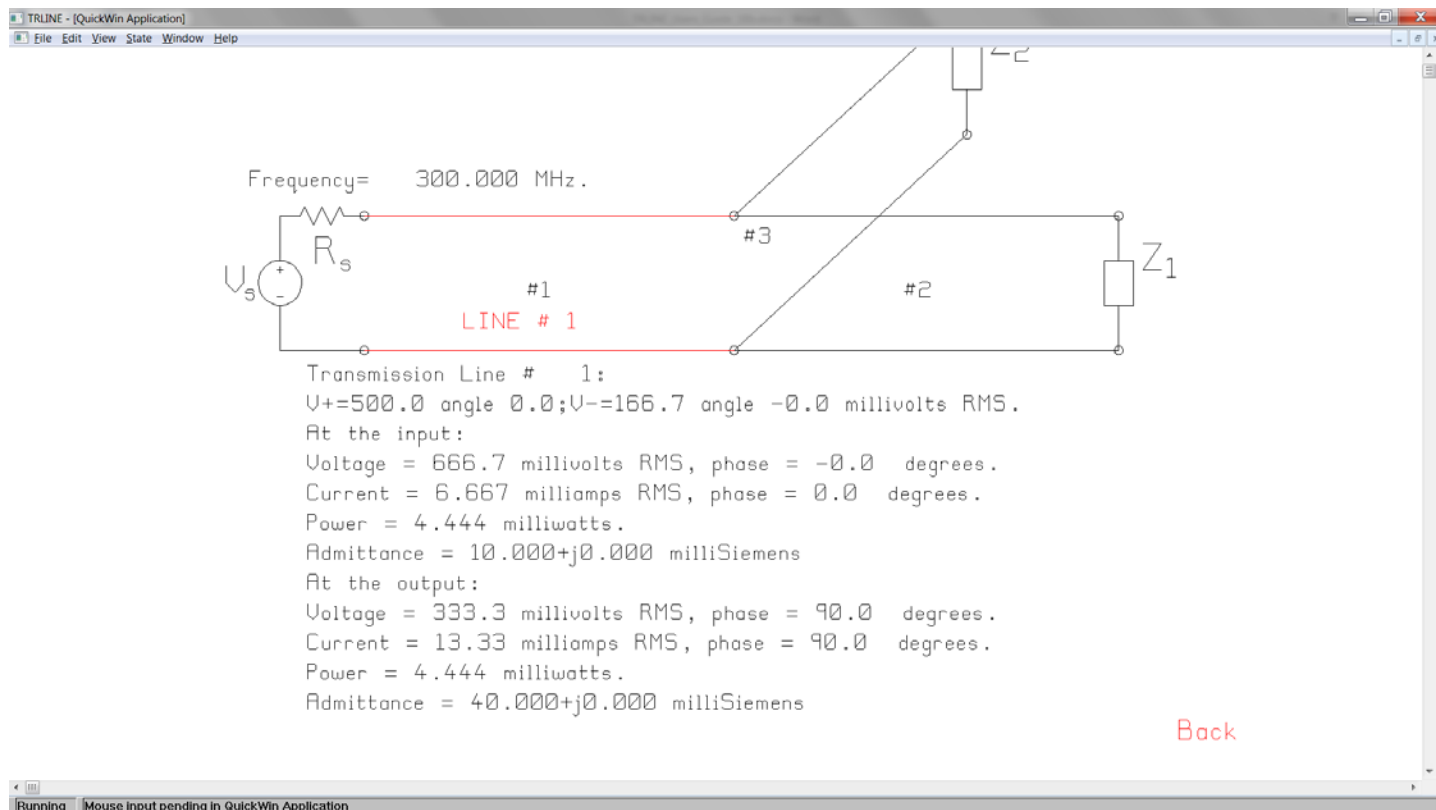 TRLINE - [QuickWin Application]
File Edit View State Window Help
Z2
Frequency= 300.000 MHz.
Rs
#3
Z1
Vs
+
-
#1
#2
LINE # 1
Transmission Line # 1:
V+=500.0 angle 0.0;V-=166.7 angle -0.0 millivolts RMS.
At the input:
Voltage = 666.7 millivolts RMS, phase = -0.0 degrees.
Current = 6.667 milliamps RMS, phase = 0.0 degrees.
Power = 4.444 milliwatts.
Admittance = 10.000+j0.000 milliSiemens
At the output:
Voltage = 333.3 millivolts RMS, phase = 90.0 degrees.
Current = 13.33 milliamps RMS, phase = 90.0 degrees.
Power = 4.444 milliwatts.
Admittance = 40.000+j0.000 milliSiemens
Back
Running Mouse input pending in QuickWin Application